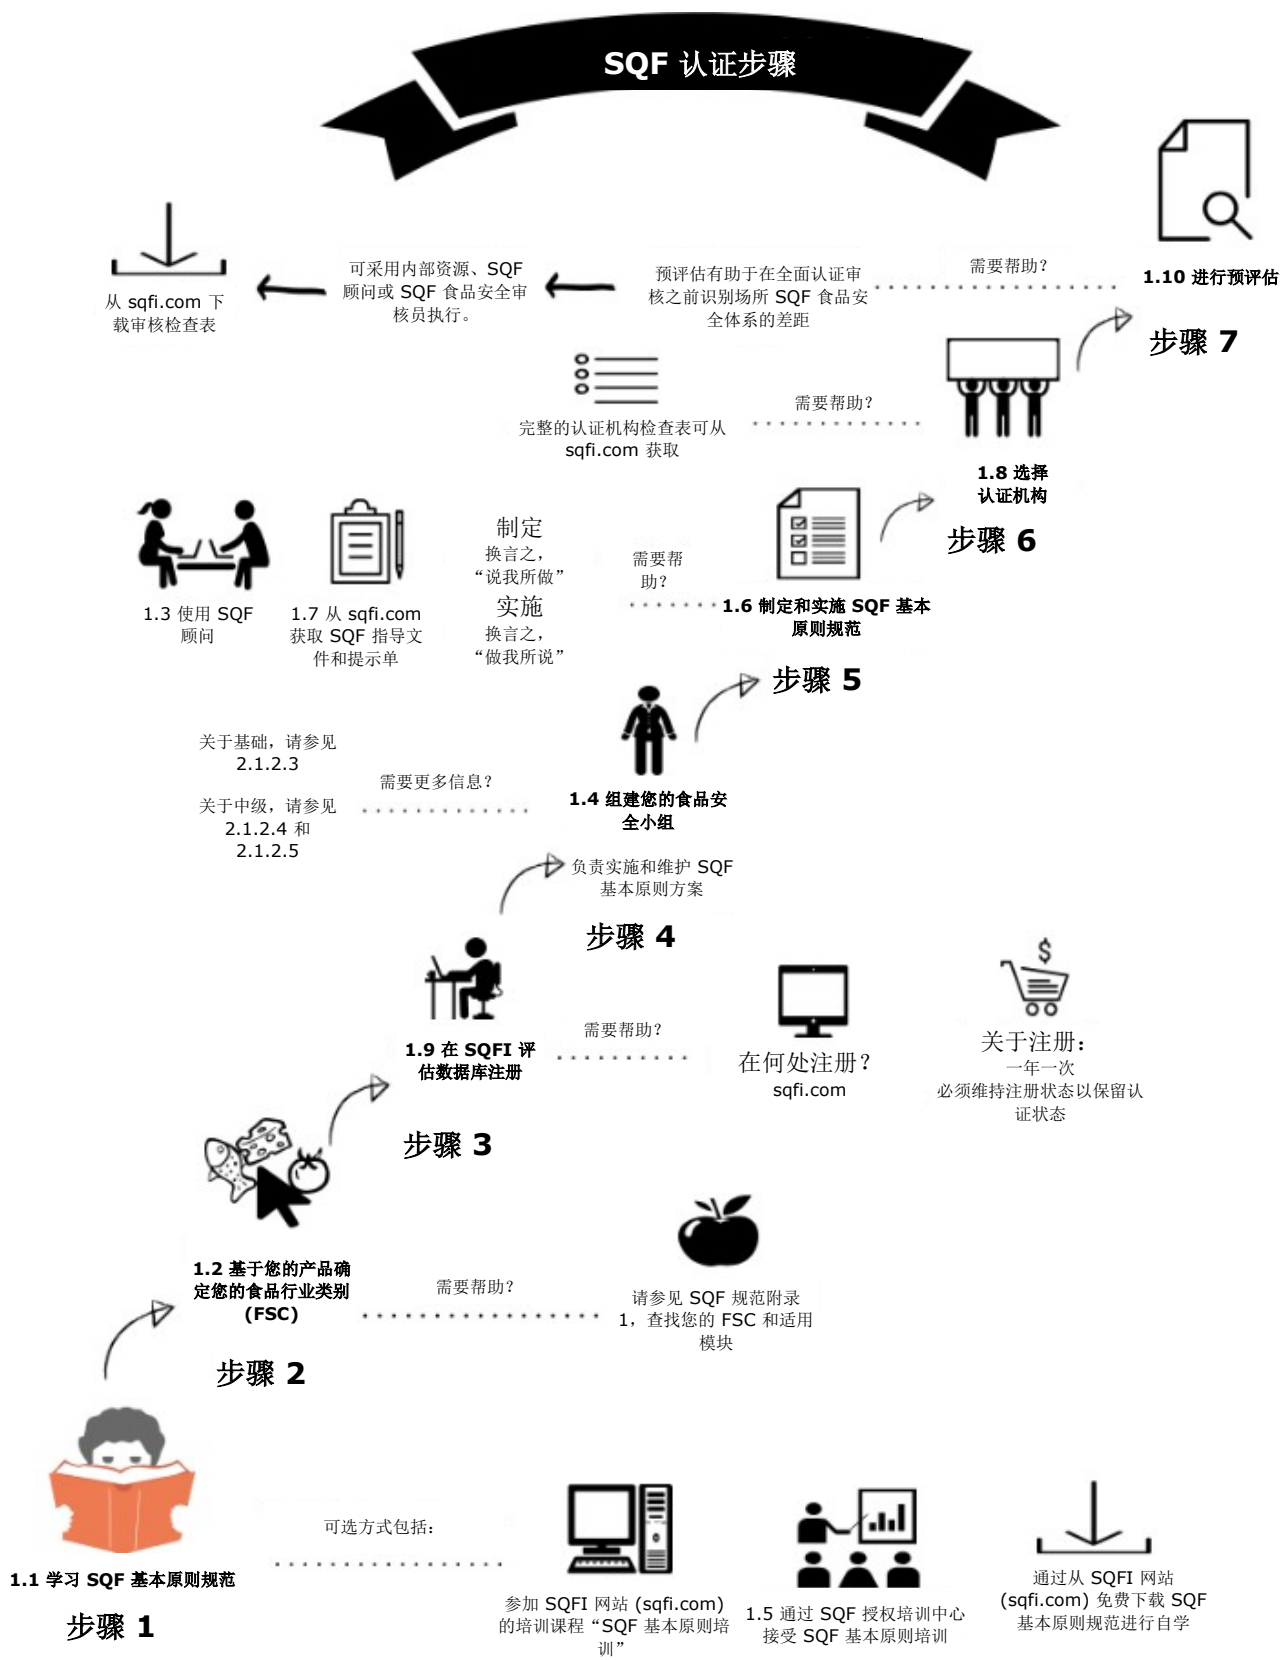 SQF 认证步骤
1.10 进行预评估
步骤 7
需要帮助？
预评估有助于在全面认证审
核之前识别场所 SQF 食品安
全体系的差距
可采用内部资源、SQF
顾问或 SQF 食品安全审
核员执行。
从 sqfi.com 下
载审核检查表
1.8 选择
认证机构
步骤 6
需要帮助？
完整的认证机构检查表可从
sqfi.com 获取
1.6 制定和实施 SQF 基本
原则规范
步骤 5
需要帮
助？
制定
换言之，
“说我所做”
实施
换言之，
“做我所说”
1.7 从 sqfi.com
获取 SQF 指导文
件和提示单
1.3 使用 SQF
顾问
1.4 组建您的食品安
全小组
负责实施和维护 SQF
基本原则方案
步骤 4
需要更多信息？
关于基础，请参见
2.1.2.3
关于中级，请参见
2.1.2.4 和
2.1.2.5
1.9 在 SQFI 评
估数据库注册
步骤 3
需要帮助？
在何处注册？
sqfi.com
$
关于注册：
一年一次
必须维持注册状态以保留认
证状态
1.2 基于您的产品确
定您的食品行业类别
(FSC)
步骤 2
需要帮助？
请参见 SQF 规范附录
1，查找您的 FSC 和适用
模块
1.1 学习 SQF 基本原则规范
步骤 1
可选方式包括：
参加 SQFI 网站 (sqfi.com)
的培训课程“SQF 基本原则培
训”
1.5 通过 SQF 授权培训中心
接受 SQF 基本原则培训
通过从 SQFI 网站
(sqfi.com) 免费下载 SQF
基本原则规范进行自学